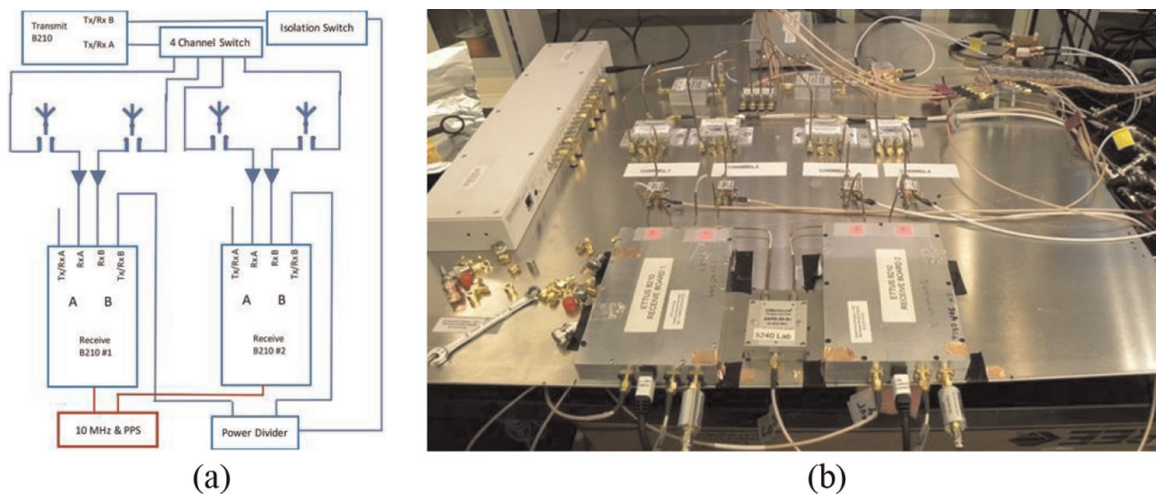 Transmit
B210
Tx/Rx B
Tx/Rx A
Isolation Switch
4 Channel Switch
Tx/Rx A
RxA
RxB
Tx/RxB
A
B
Receive
B210 #1
Tx/Rx A
RxA
RxB
Tx/RxB
A
B
Receive
B210 #2
10 MHz & PPS
Power Divider
(a)
ETTUS B210
RECEIVE BOARD 1
5240 Lab
ETTUS B210
RECEIVE BOARD 2
(b)